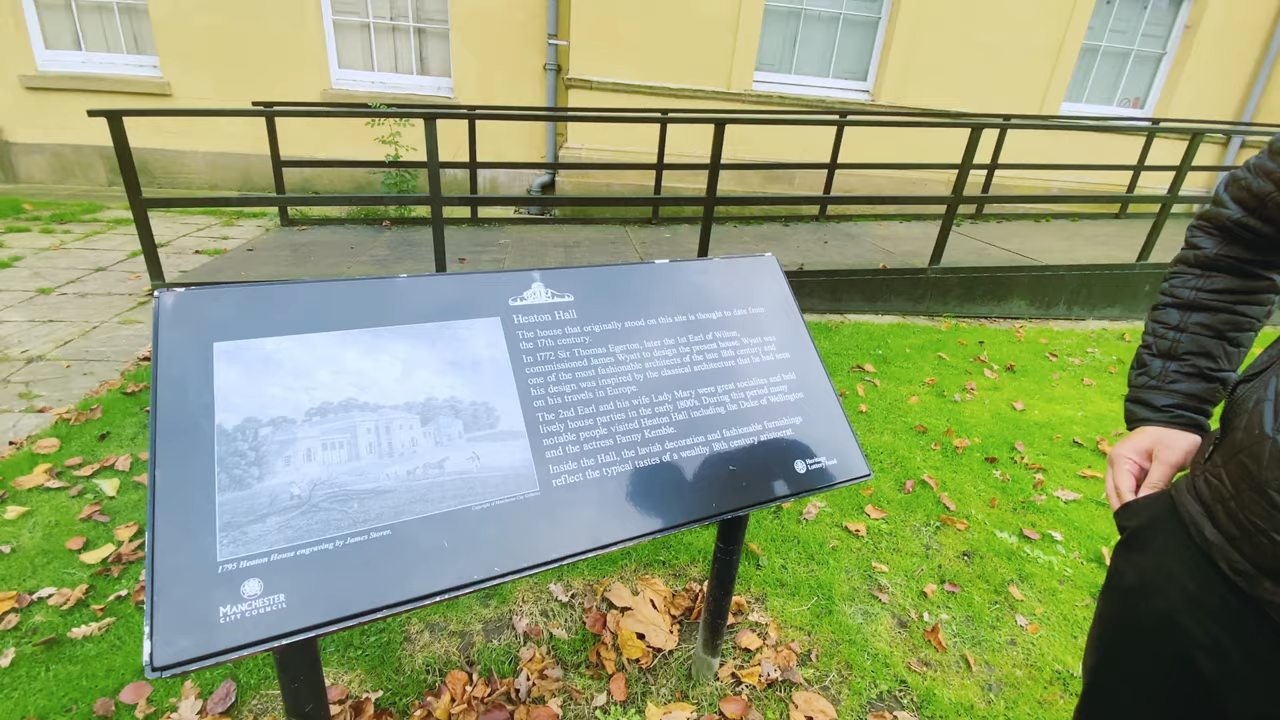 Heaton Hall
The house that originally stood on this site is thought to date from
the 17th century.
In 1772 Sir Thomas Egerton, later the 1st Earl of Wilton,
commissioned James Wyatt to design the present house. Wyatt was
one of the most fashionable architects of the late 18th century and
his design was inspired by the classical architecture that he had seen
on his travels in Europe.
The 2nd Earl and his wife Lady Mary were great socialites and held
lively house parties in the early 1800's. During this period many
notable people visited Heaton Hall including the Duke of Wellington
and the actress Fanny Kemble.
Inside the Hall, the lavish decoration and fashionable furnishings
reflect the typical tastes of a wealthy 18th century aristocrat.
Heritage
Lottery Fund
Copyright of Manchester City Galleries
1795 Heaton House engraving by James Storer.
MANCHESTER
CITY COUNCIL